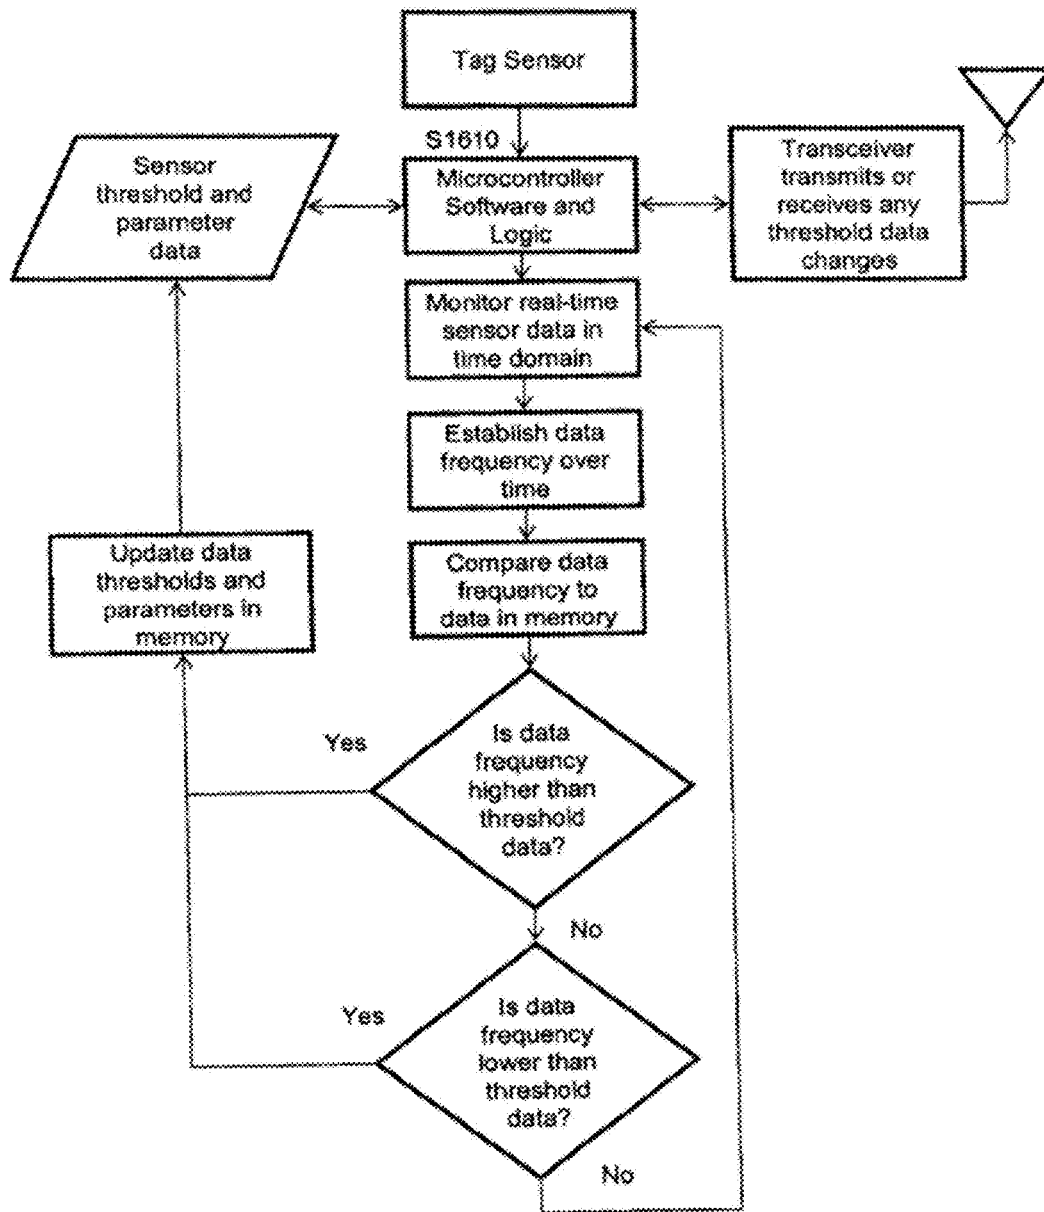 Tag Sensor
S1610
Sensor
threshold and
parameter
data
Microcontroller
Software and
Logic
Transceiver
transmits or
receives any
threshold data
changes
Monitor real-time
sensor data in
time domain
Establish data
frequency over
time
Update data
thresholds and
parameters in
memory
Compare data
frequency to
data in memory
Yes
Is data
frequency
higher than
threshold
data?
No
Yes
Is data
frequency
lower than
threshold
data?
No